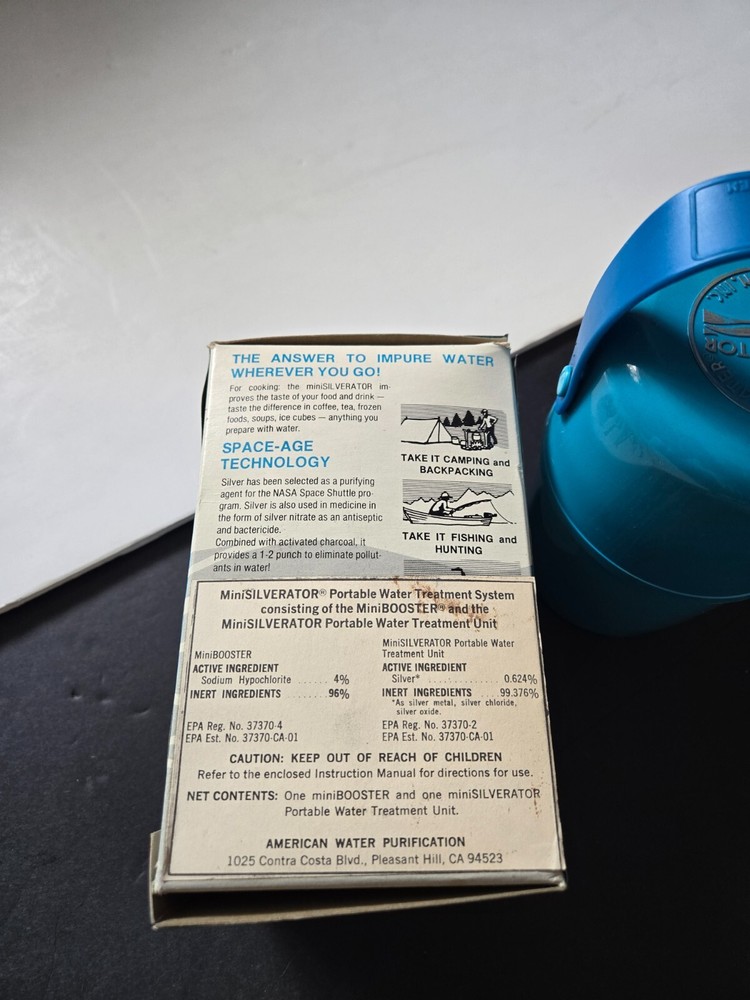 THE ANSWER TO IMPURE WATER
WHEREVER YOU GO!
For cooking: the miniSILVERATOR im-
proves the taste of your food and drink —
taste the difference in coffee, tea, frozen
foods, soups, ice cubes — anything you
prepare with water.
SPACE-AGE
TECHNOLOGY
Silver has been selected as a purifying
agent for the NASA Space Shuttle pro-
gram. Silver is also used in medicine in
the form of silver nitrate as an antiseptic
and bactericide.
Combined with activated charcoal, it
provides a 1-2 punch to eliminate pollut-
ants in water!
TAKE IT CAMPING and
BACKPACKING
TAKE IT FISHING and
HUNTING
MiniSILVERATOR® Portable Water Treatment System
consisting of the MiniBOOSTER® and the
MiniSILVERATOR Portable Water Treatment Unit
MiniBOOSTER
ACTIVE INGREDIENT
Sodium Hypochlorite ...... 4%
INERT INGREDIENTS ........ 96%
EPA Reg. No. 37370-4
EPA Est. No. 37370-CA-01
MiniSILVERATOR Portable Water
Treatment Unit
ACTIVE INGREDIENT
Silver* .................. 0.624%
INERT INGREDIENTS ..... 99.376%
*As silver metal, silver chloride,
silver oxide.
EPA Reg. No. 37370-2
EPA Est. No. 37370-CA-01
CAUTION: KEEP OUT OF REACH OF CHILDREN
Refer to the enclosed Instruction Manual for directions for use.
NET CONTENTS: One miniBOOSTER and one miniSILVERATOR
Portable Water Treatment Unit.
AMERICAN WATER PURIFICATION
1025 Contra Costa Blvd., Pleasant Hill, CA 94523